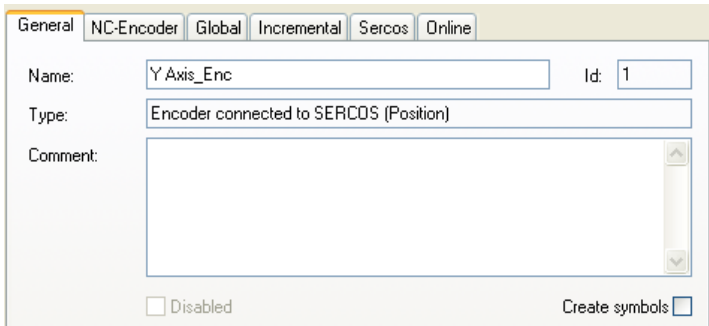 General NC-Encoder Global Incremental Sercos Online
Name: Y Axis_Enc Id: 1
Type: Encoder connected to SERCOS (Position)
Comment:
Disabled Create symbols